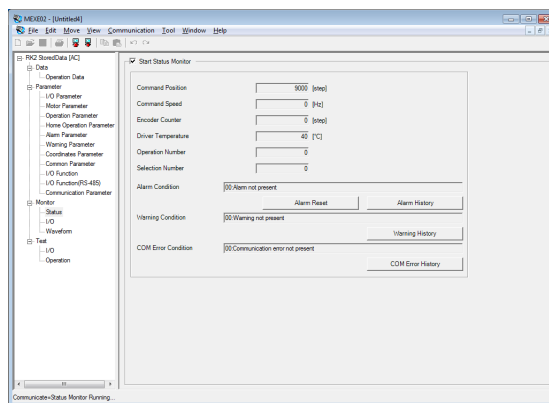 MEXE02 - [Untitled4]
File Edit Move View Communication Tool Window Help
RK2 StoredData [AC]
Data
Operation Data
Parameter
I/O Parameter
Motor Parameter
Operation Parameter
Home Operation Parameter
Alarm Parameter
Warning Parameter
Coordinates Parameter
Common Parameter
I/O Function
I/O Function(RS-485)
Communication Parameter
Monitor
Status
I/O
Waveform
Test
I/O
Operation
Start Status Monitor
Command Position 9000 [step]
Command Speed 0 [Hz]
Encoder Counter 0 [step]
Driver Temperature 40 [°C]
Operation Number 0
Selection Number 0
Alarm Condition 00:Alarm not present
Alarm Reset Alarm History
Warning Condition 00:Warning not present
Warning History
COM Error Condition 00:Communication error not present
COM Error History
Communicate=Status Monitor Running...